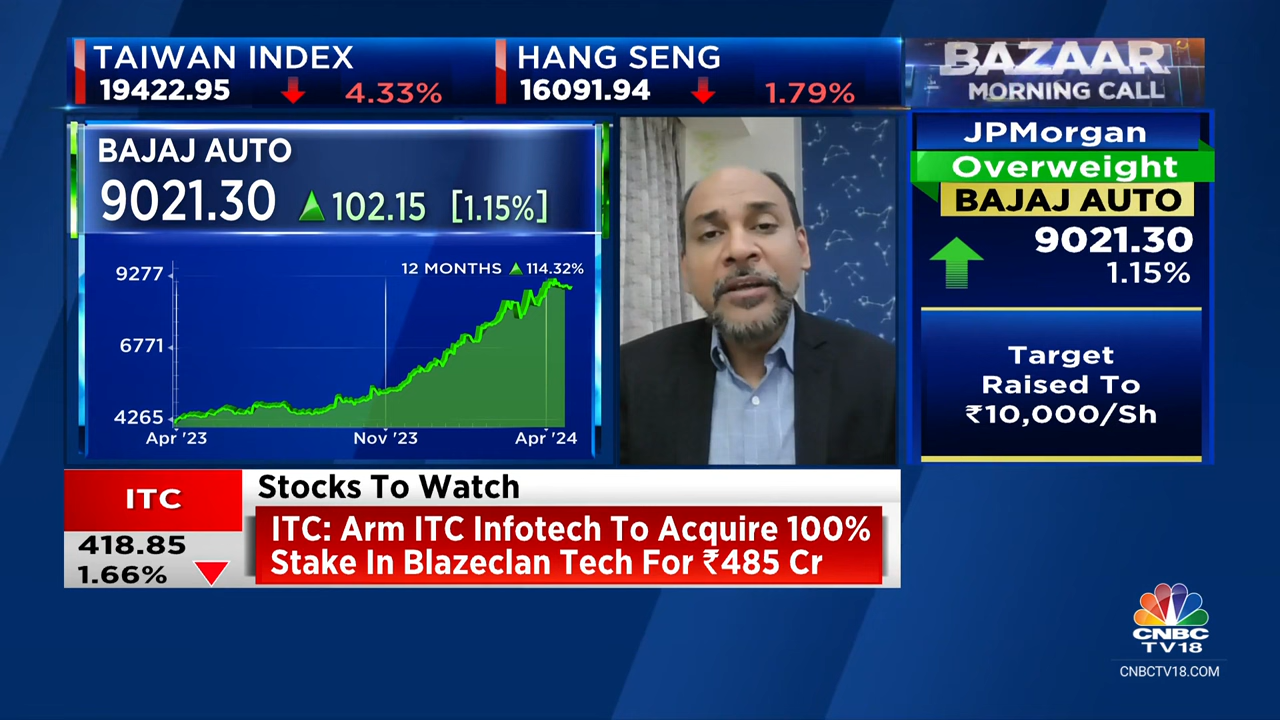 TAIWAN INDEX
19422.95 4.33%
HANG SENG
16091.94 1.79%
BAZAAR
MORNING CALL
BAJAJ AUTO
9021.30 102.15 [1.15%]
12 MONTHS 114.32%
9277
6771
4265
Apr '23 Nov '23 Apr '24
JPMorgan
Overweight
BAJAJ AUTO
9021.30
1.15%
Target
Raised To
₹10,000/Sh
ITC
418.85
1.66%
Stocks To Watch
ITC: Arm ITC Infotech To Acquire 100%
Stake In Blazeclan Tech For ₹485 Cr
CNBC
TV18
CNBCTV18.COM